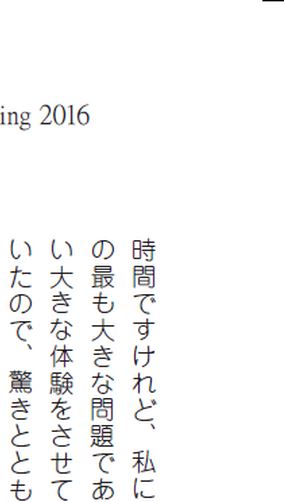 ing 2016
時間ですけれど、私に
の最も大きな問題であ
い大きな体験をさせて
いたので、驚きととも